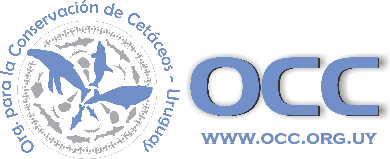 Org. para la Conservación de Cetáceos - Uruguay
OCC
WWW.OCC.ORG.UY